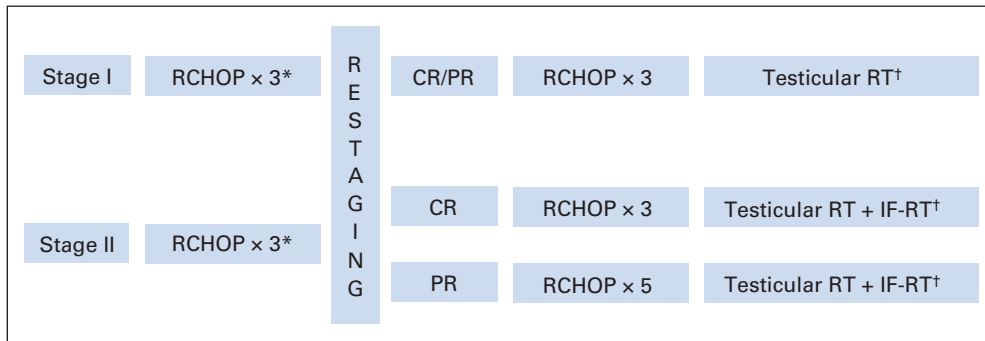 Stage I
RCHOP × 3*
RESTAGING
CR/PR
RCHOP × 3
Testicular RT†
CR
RCHOP × 3
Testicular RT + IF-RT†
Stage II
RCHOP × 3*
PR
RCHOP × 5
Testicular RT + IF-RT†